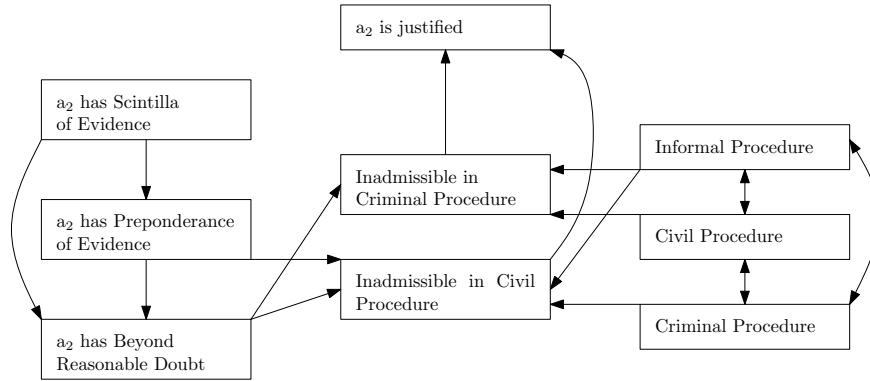 a₂ is justified
a₂ has Scintilla
of Evidence
a₂ has Preponderance
of Evidence
a₂ has Beyond
Reasonable Doubt
Inadmissible in
Criminal Procedure
Inadmissible in Civil
Procedure
Informal Procedure
Civil Procedure
Criminal Procedure